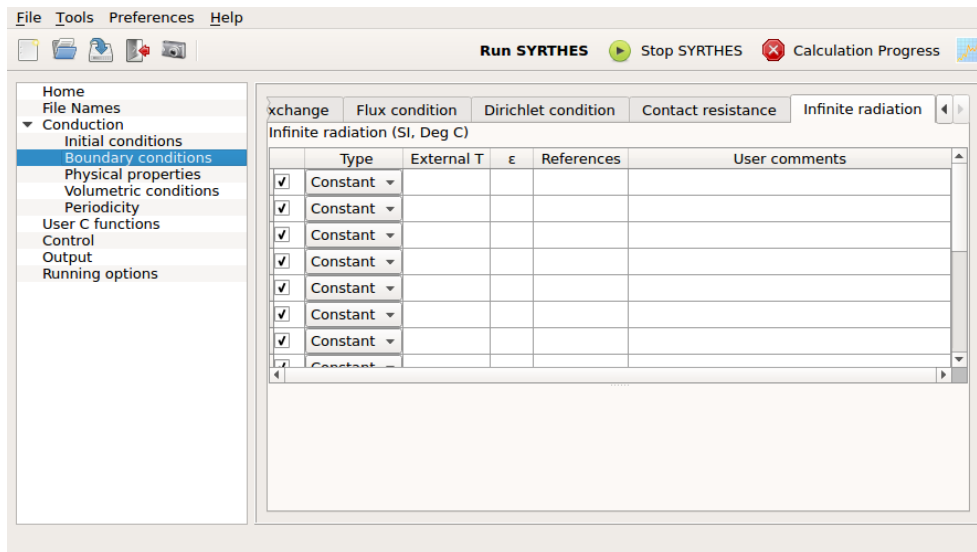 File Tools Preferences Help
Run SYRTHES Stop SYRTHES Calculation Progress
Home
File Names
Conduction
Initial conditions
Boundary conditions
Physical properties
Volumetric conditions
Periodicity
User C functions
Control
Output
Running options
xchange Flux condition Dirichlet condition Contact resistance Infinite radiation
Infinite radiation (SI, Deg C)
Type External T ε References User comments
Constant
Constant
Constant
Constant
Constant
Constant
Constant
Constant